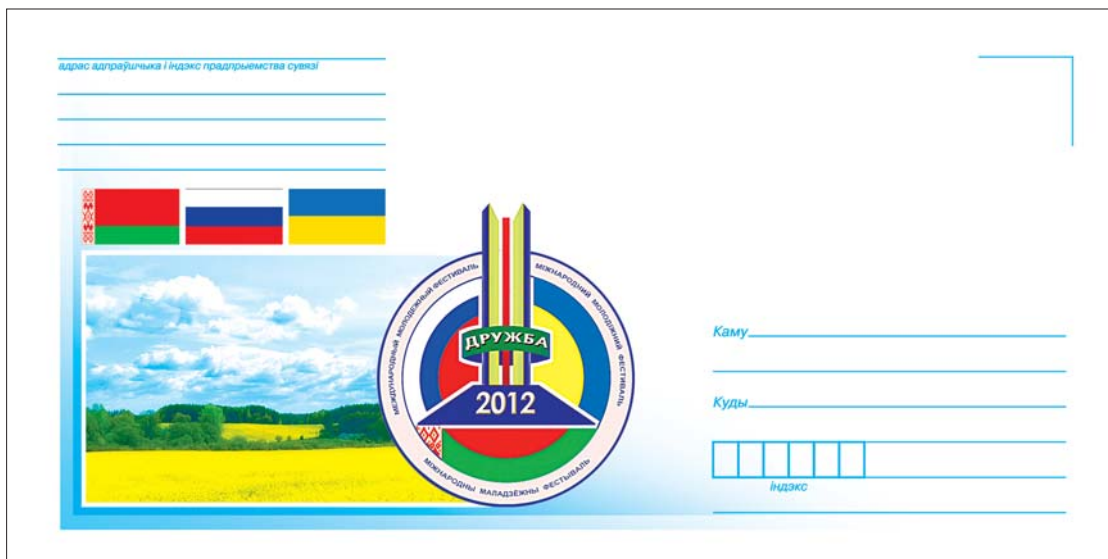 адрас адпраўшчыка і індэкс прадпрыемства сувязі
МЕЖДУНАРОДНЫЙ МОЛОДЕЖНЫЙ ФЕСТИВАЛЬ
МІЖНАРОДНИЙ МОЛОДІЖНИЙ ФЕСТИВАЛЬ
ДРУЖБА
2012
МІЖНАРОДНЫ МАЛАДЗЁЖНЫ ФЕСТЫВАЛЬ
Каму
Куды
Індэкс